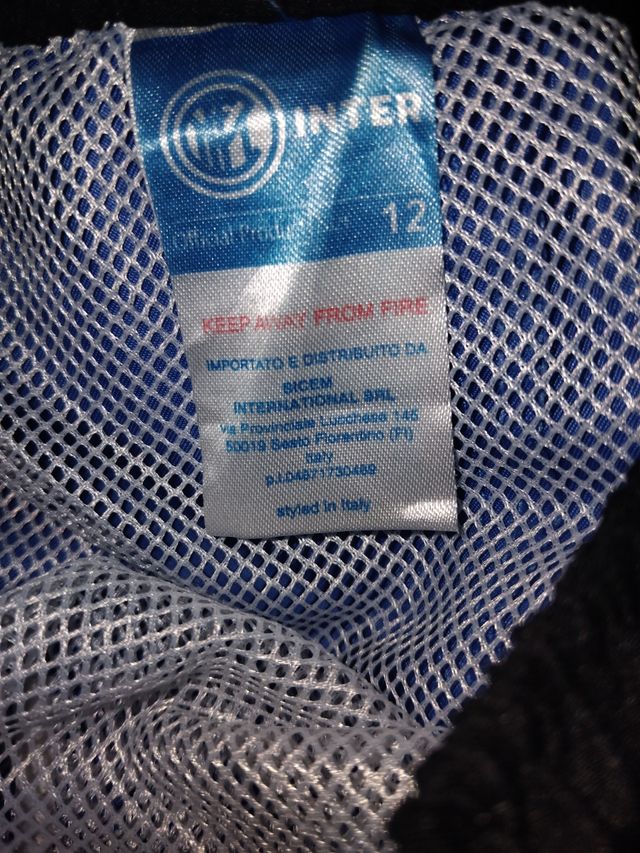 INTER
Official Product
12
KEEP AWAY FROM FIRE
IMPORTATO E DISTRIBUITO DA
SICEM
INTERNATIONAL SRL
Via Provinciale Lucchese 145
50019 Sesto Fiorentino (FI)
Italy
p.i.04871730489
styled in Italy